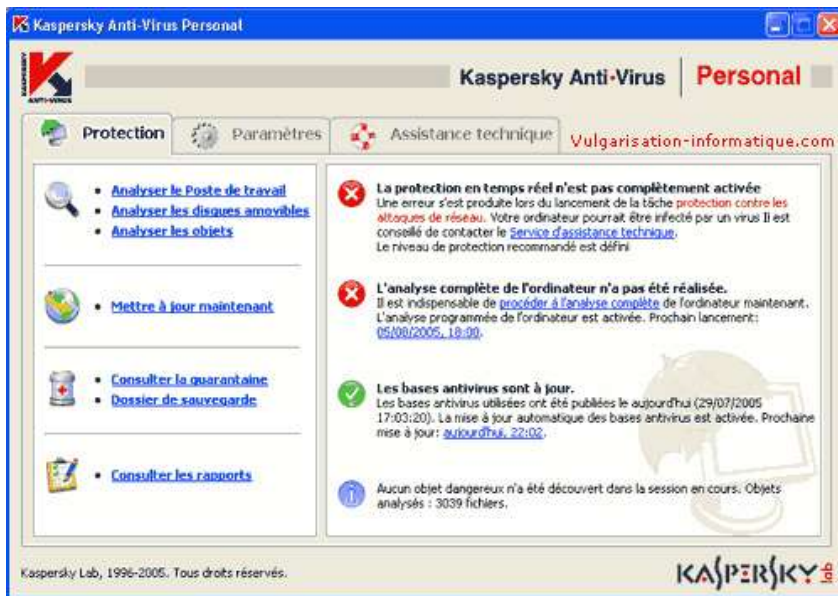 Kaspersky Anti-Virus Personal
ANTI-VIRUS
Kaspersky Anti-Virus Personal
Protection
Paramètres
Assistance technique
Vulgarisation-informatique.com
Analyser le Poste de travail
Analyser les disques amovibles
Analyser les objets
Mettre à jour maintenant
Consulter la quarantaine
Dossier de sauvegarde
Consulter les rapports
La protection en temps réel n'est pas complètement activée
Une erreur s'est produite lors du lancement de la tâche protection contre les
attaques de réseau. Votre ordinateur pourrait être infecté par un virus Il est
conseillé de contacter le Service d'assistance technique.
Le niveau de protection recommandé est défini
L'analyse complète de l'ordinateur n'a pas été réalisée.
Il est indispensable de procéder à l'analyse complète de l'ordinateur maintenant.
L'analyse programmée de l'ordinateur est activée. Prochain lancement:
05/08/2005, 18:00.
Les bases antivirus sont à jour.
Les bases antivirus utilisées ont été publiées le aujourd'hui (29/07/2005
17:03:20). La mise à jour automatique des bases antivirus est activée. Prochaine
mise à jour: aujourd'hui, 22:02.
Aucun objet dangereux n'a été découvert dans la session en cours. Objets
analysés : 3039 fichiers.
Kaspersky Lab, 1996-2005. Tous droits réservés.
KASPERSKY lab